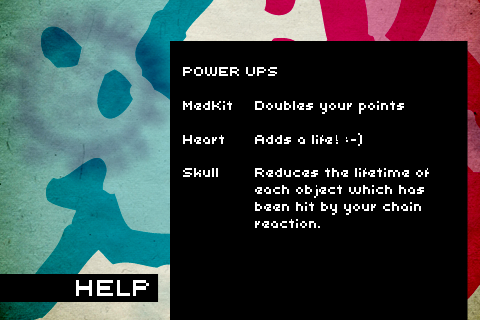 POWER UPS
MedKit Doubles your points
Heart Adds a life! :-)
Skull Reduces the lifetime of
each object which has
been hit by your chain
reaction.
HELP